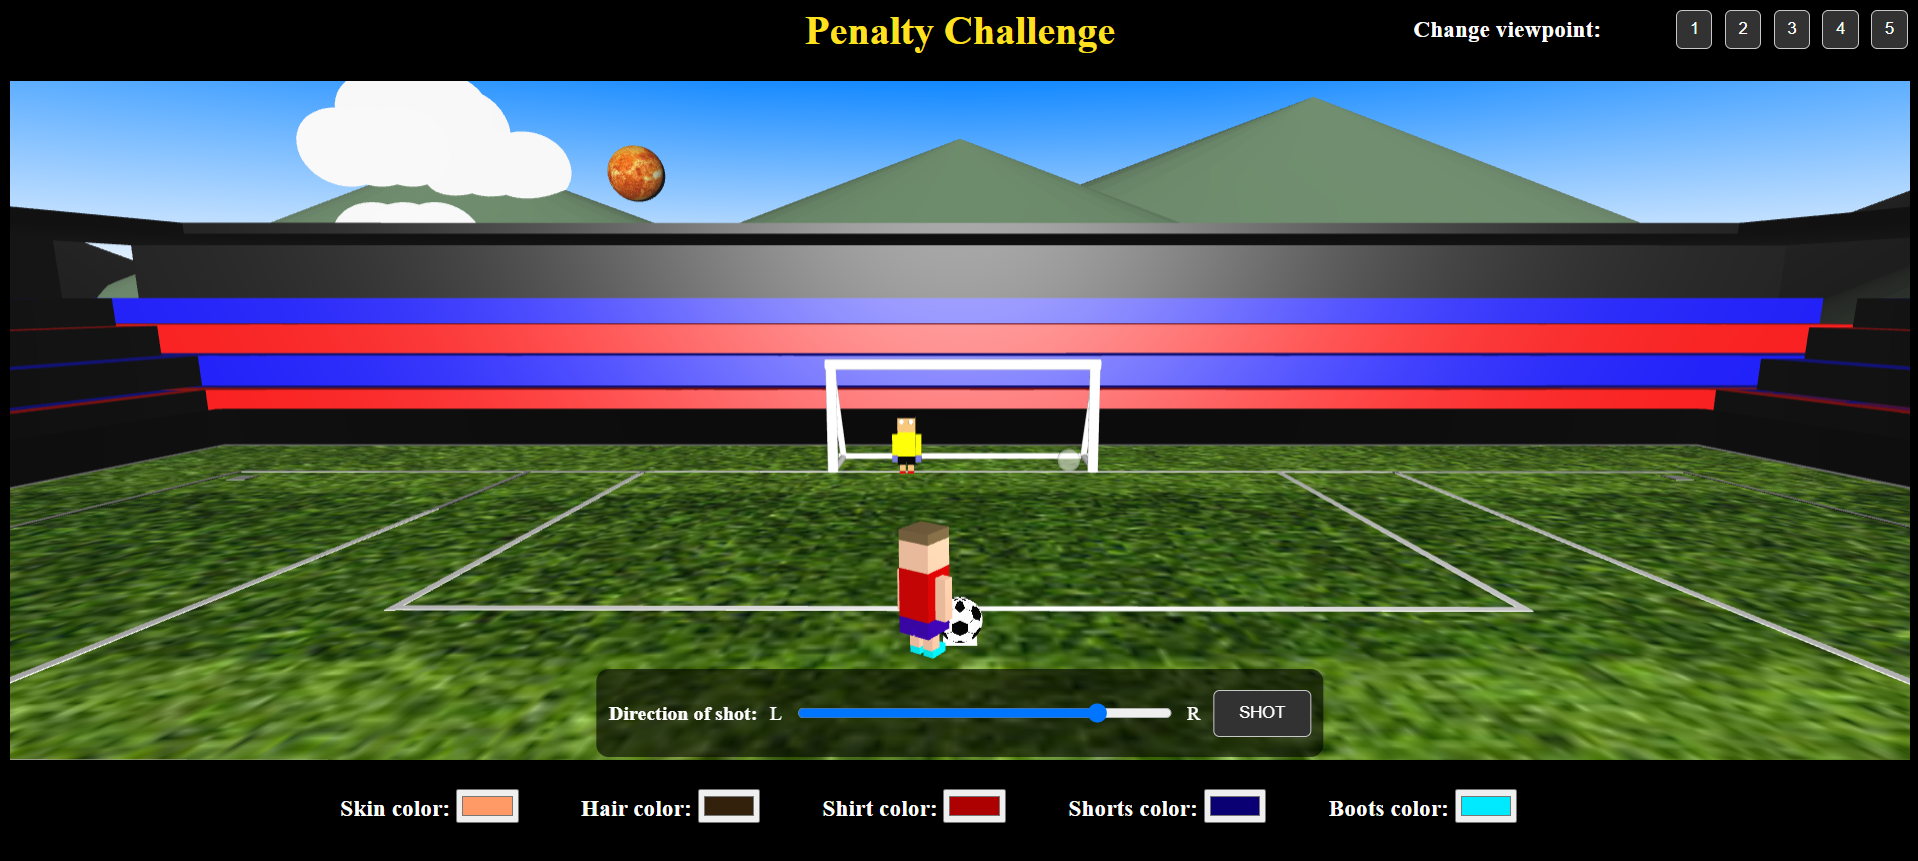 Penalty Challenge
Change viewpoint: 1 2 3 4 5
Direction of shot: L R SHOT
Skin color: Hair color: Shirt color: Shorts color: Boots color: